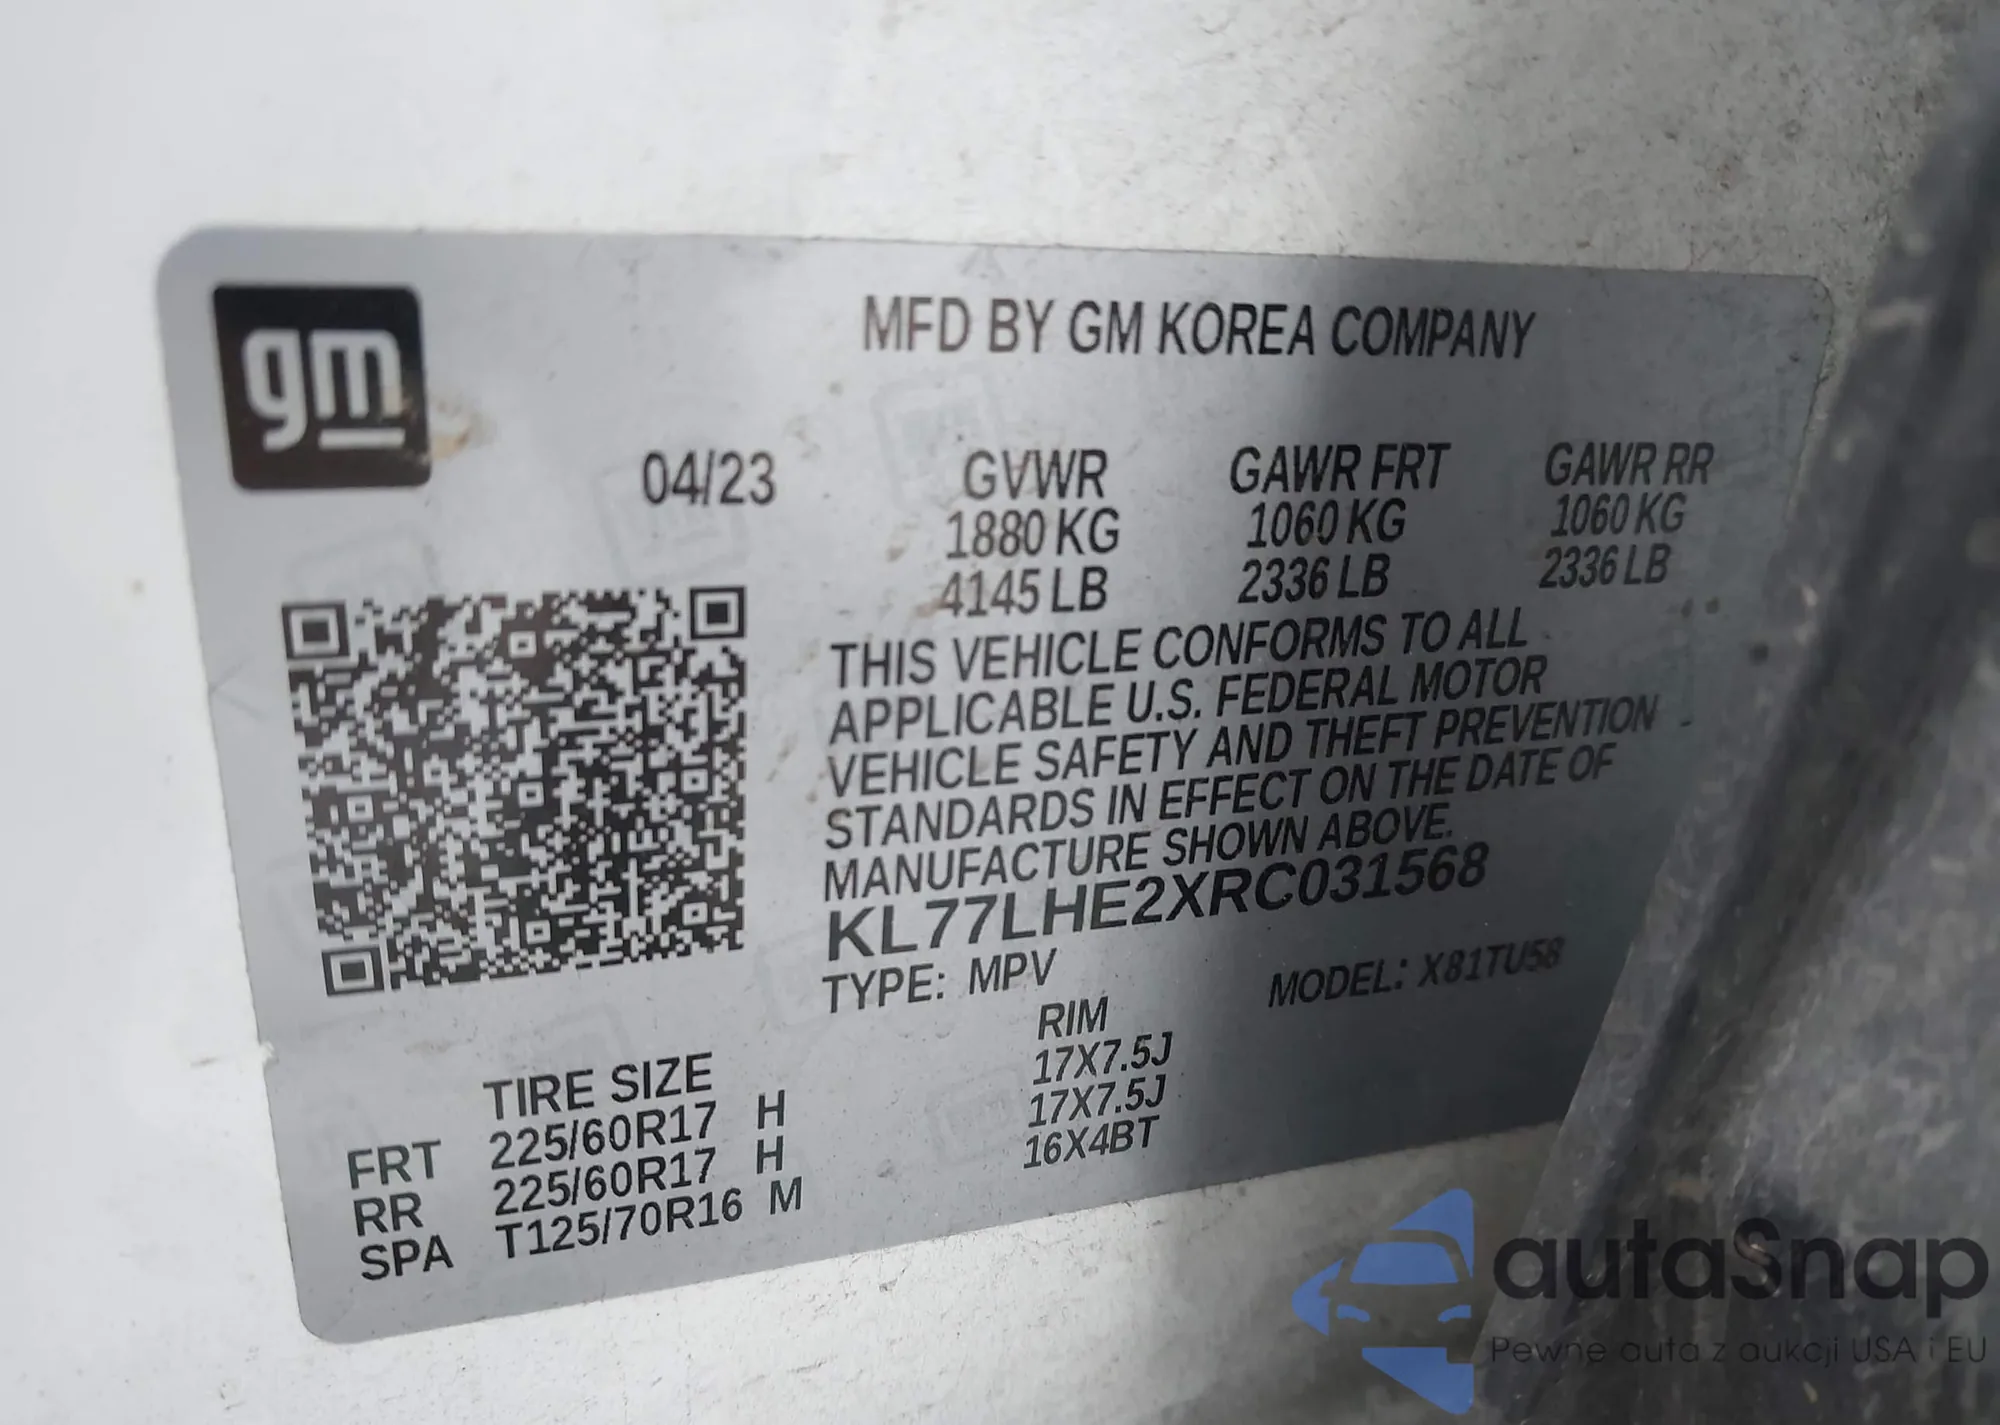 gm
MFD BY GM KOREA COMPANY
04/23
GVWR GAWR FRT GAWR RR
1880 KG 1060 KG 1060 KG
4145 LB 2336 LB 2336 LB
THIS VEHICLE CONFORMS TO ALL
APPLICABLE U.S. FEDERAL MOTOR
VEHICLE SAFETY AND THEFT PREVENTION
STANDARDS IN EFFECT ON THE DATE OF
MANUFACTURE SHOWN ABOVE.
KL77LHE2XRC031568
TYPE: MPV MODEL: X81TU58
TIRE SIZE RIM
FRT 225/60R17 H 17X7.5J
RR 225/60R17 H 17X7.5J
SPA T125/70R16 M 16X4BT
autaSnap
Pewne auta z aukcji USA i EU